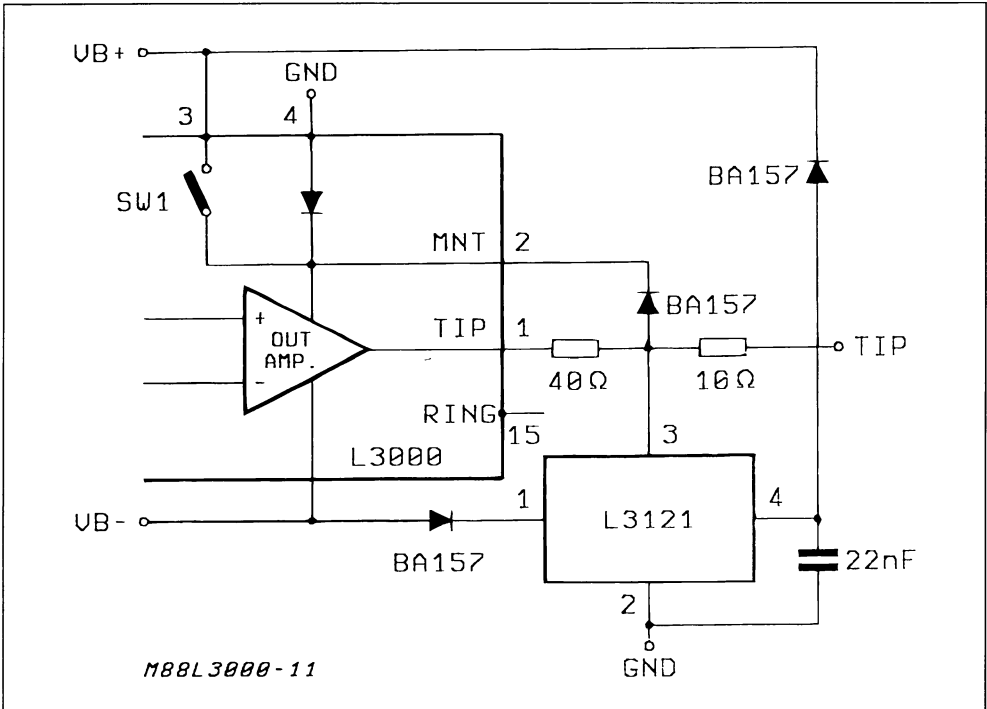 VB+
GND
3
4
SW1
BA157
MNT
2
BA157
+
OUT
AMP.
-
TIP
1
TIP
40Ω
10Ω
RING
15
3
L3000
VB-
1
L3121
4
BA157
22nF
2
GND
M88L3000-11